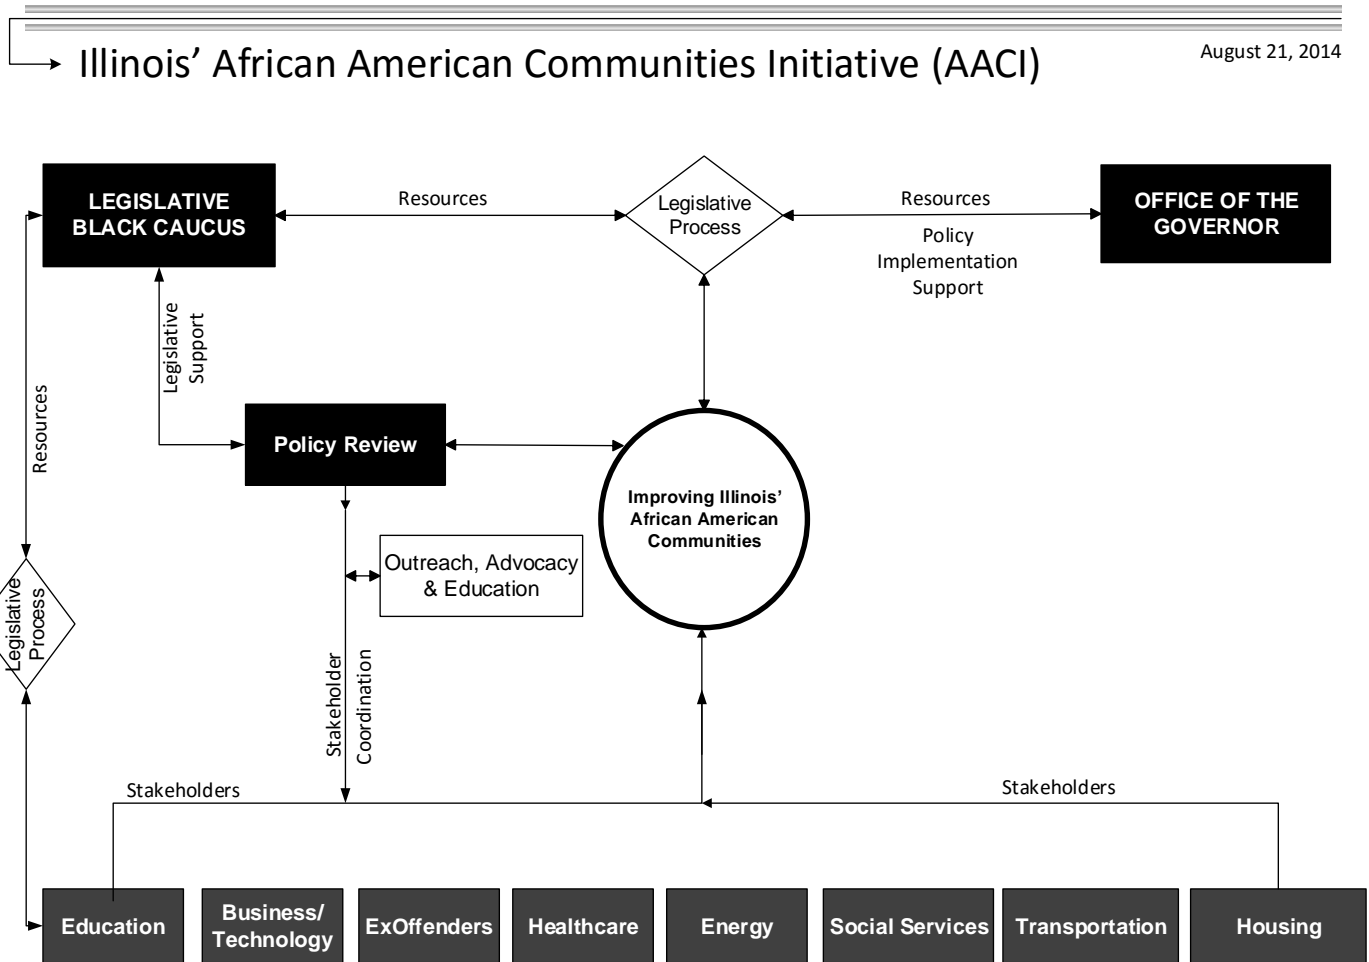 Illinois’ African American Communities Initiative (AACI)
August 21, 2014
LEGISLATIVE
BLACK CAUCUS
Resources
Legislative
Process
Resources
Policy
Implementation
Support
OFFICE OF THE
GOVERNOR
Legislative
Support
Resources
Policy Review
Improving Illinois’
African American
Communities
Outreach, Advocacy
& Education
Legislative
Process
Stakeholder
Coordination
Stakeholders
Stakeholders
Education
Business/
Technology
ExOffenders
Healthcare
Energy
Social Services
Transportation
Housing